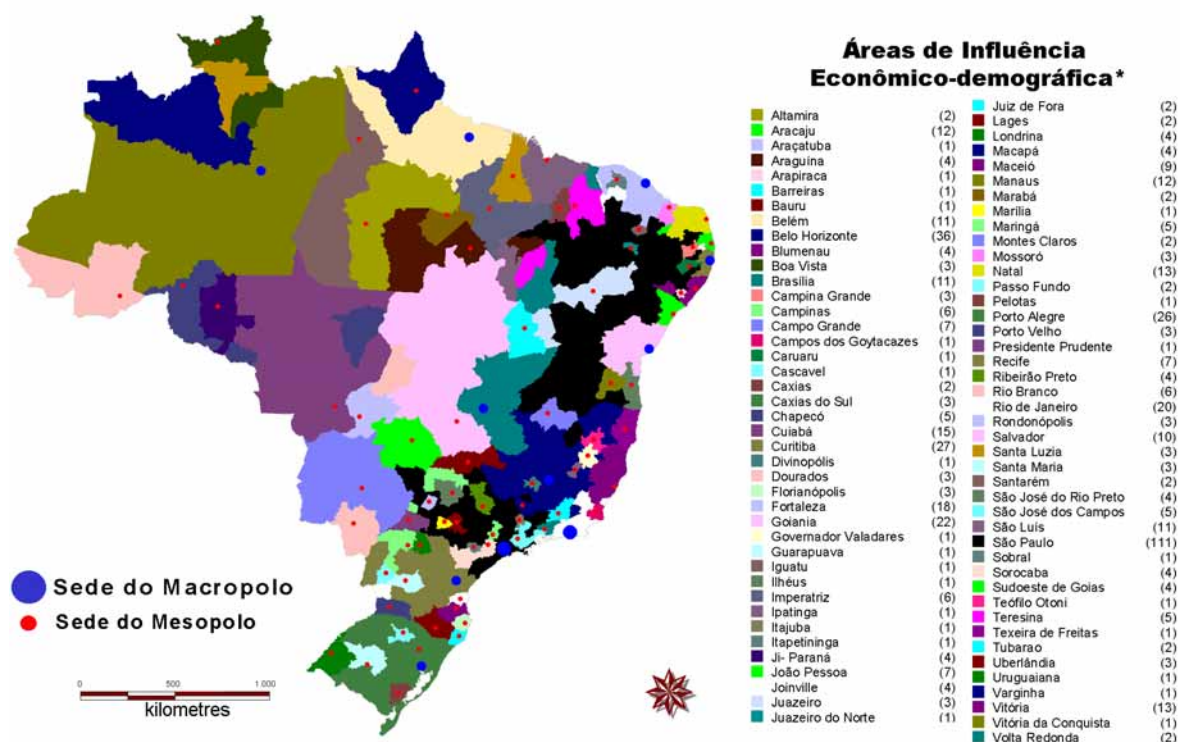 Áreas de Influência
Econômico-demográfica*
Altamira (2)
Aracaju (12)
Araçatuba (1)
Araguína (4)
Arapiraca (1)
Barreiras (1)
Bauru (1)
Belém (11)
Belo Horizonte (36)
Blumenau (4)
Boa Vista (3)
Brasília (11)
Campina Grande (3)
Campinas (6)
Campo Grande (7)
Campos dos Goytacazes (1)
Caruaru (1)
Cascavel (1)
Caxias (2)
Caxias do Sul (3)
Chapecó (5)
Cuiabá (15)
Curitiba (27)
Divinopólis (1)
Dourados (3)
Florianópolis (3)
Fortaleza (18)
Goiania (22)
Governador Valadares (1)
Guarapuava (1)
Iguatu (1)
Ilhéus (1)
Imperatriz (6)
Ipatinga (1)
Itajuba (1)
Itapetininga (1)
Ji- Paraná (4)
João Pessoa (7)
Joinville (4)
Juazeiro (3)
Juazeiro do Norte (1)
Juiz de Fora (2)
Lages (2)
Londrina (4)
Macapá (4)
Maceió (9)
Manaus (12)
Marabá (2)
Marília (1)
Maringá (5)
Montes Claros (2)
Mossoró (3)
Natal (13)
Passo Fundo (2)
Pelotas (1)
Porto Alegre (26)
Porto Velho (3)
Presidente Prudente (1)
Recife (7)
Ribeirão Preto (4)
Rio Branco (6)
Rio de Janeiro (20)
Rondonópolis (3)
Salvador (10)
Santa Luzia (3)
Santa Maria (3)
Santarém (2)
São José do Rio Preto (4)
São José dos Campos (5)
São Luís (11)
São Paulo (111)
Sobral (1)
Sorocaba (4)
Sudoeste de Goias (4)
Teófilo Otoni (1)
Teresina (5)
Texeira de Freitas (1)
Tubarao (2)
Uberlândia (3)
Uruguaiana (1)
Varginha (1)
Vitória (13)
Vitória da Conquista (1)
Volta Redonda (2)
Sede do Macropolo
Sede do Mesopolo
0 500 1.000
kilometres